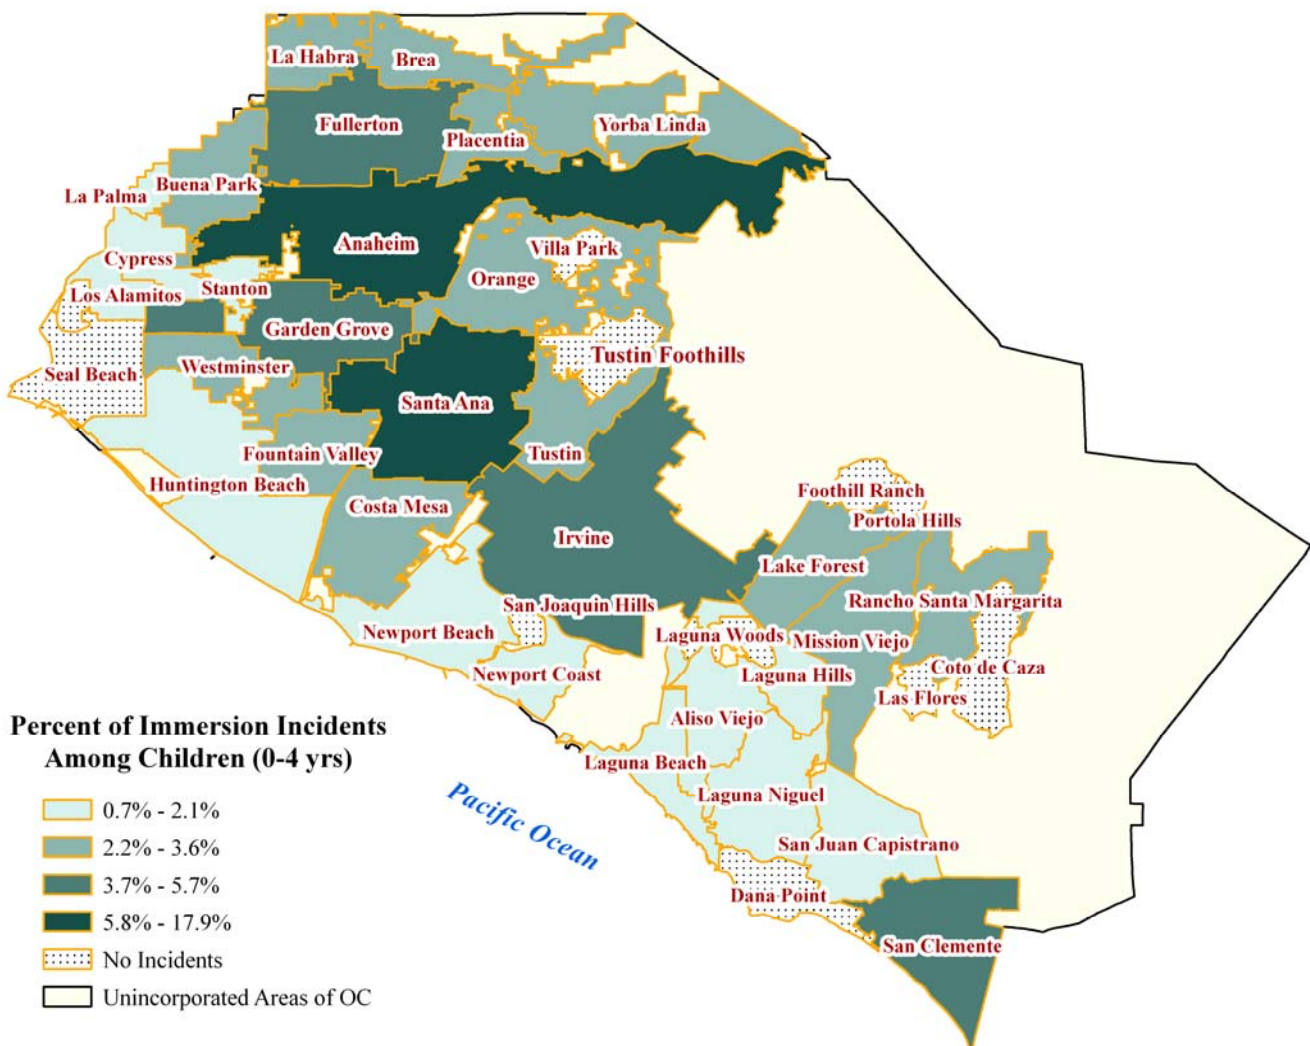 La Habra
Brea
Fullerton
Placentia
Yorba Linda
La Palma
Buena Park
Anaheim
Villa Park
Cypress
Orange
Los Alamitos
Stanton
Garden Grove
Tustin Foothills
Seal Beach
Westminster
Santa Ana
Fountain Valley
Tustin
Huntington Beach
Foothill Ranch
Costa Mesa
Portola Hills
Irvine
Lake Forest
San Joaquin Hills
Rancho Santa Margarita
Newport Beach
Laguna Woods
Mission Viejo
Newport Coast
Laguna Hills
Coto de Caza
Las Flores
Aliso Viejo
Laguna Beach
Laguna Niguel
San Juan Capistrano
Dana Point
San Clemente
Pacific Ocean
Percent of Immersion Incidents
Among Children (0-4 yrs)
0.7% - 2.1%
2.2% - 3.6%
3.7% - 5.7%
5.8% - 17.9%
No Incidents
Unincorporated Areas of OC